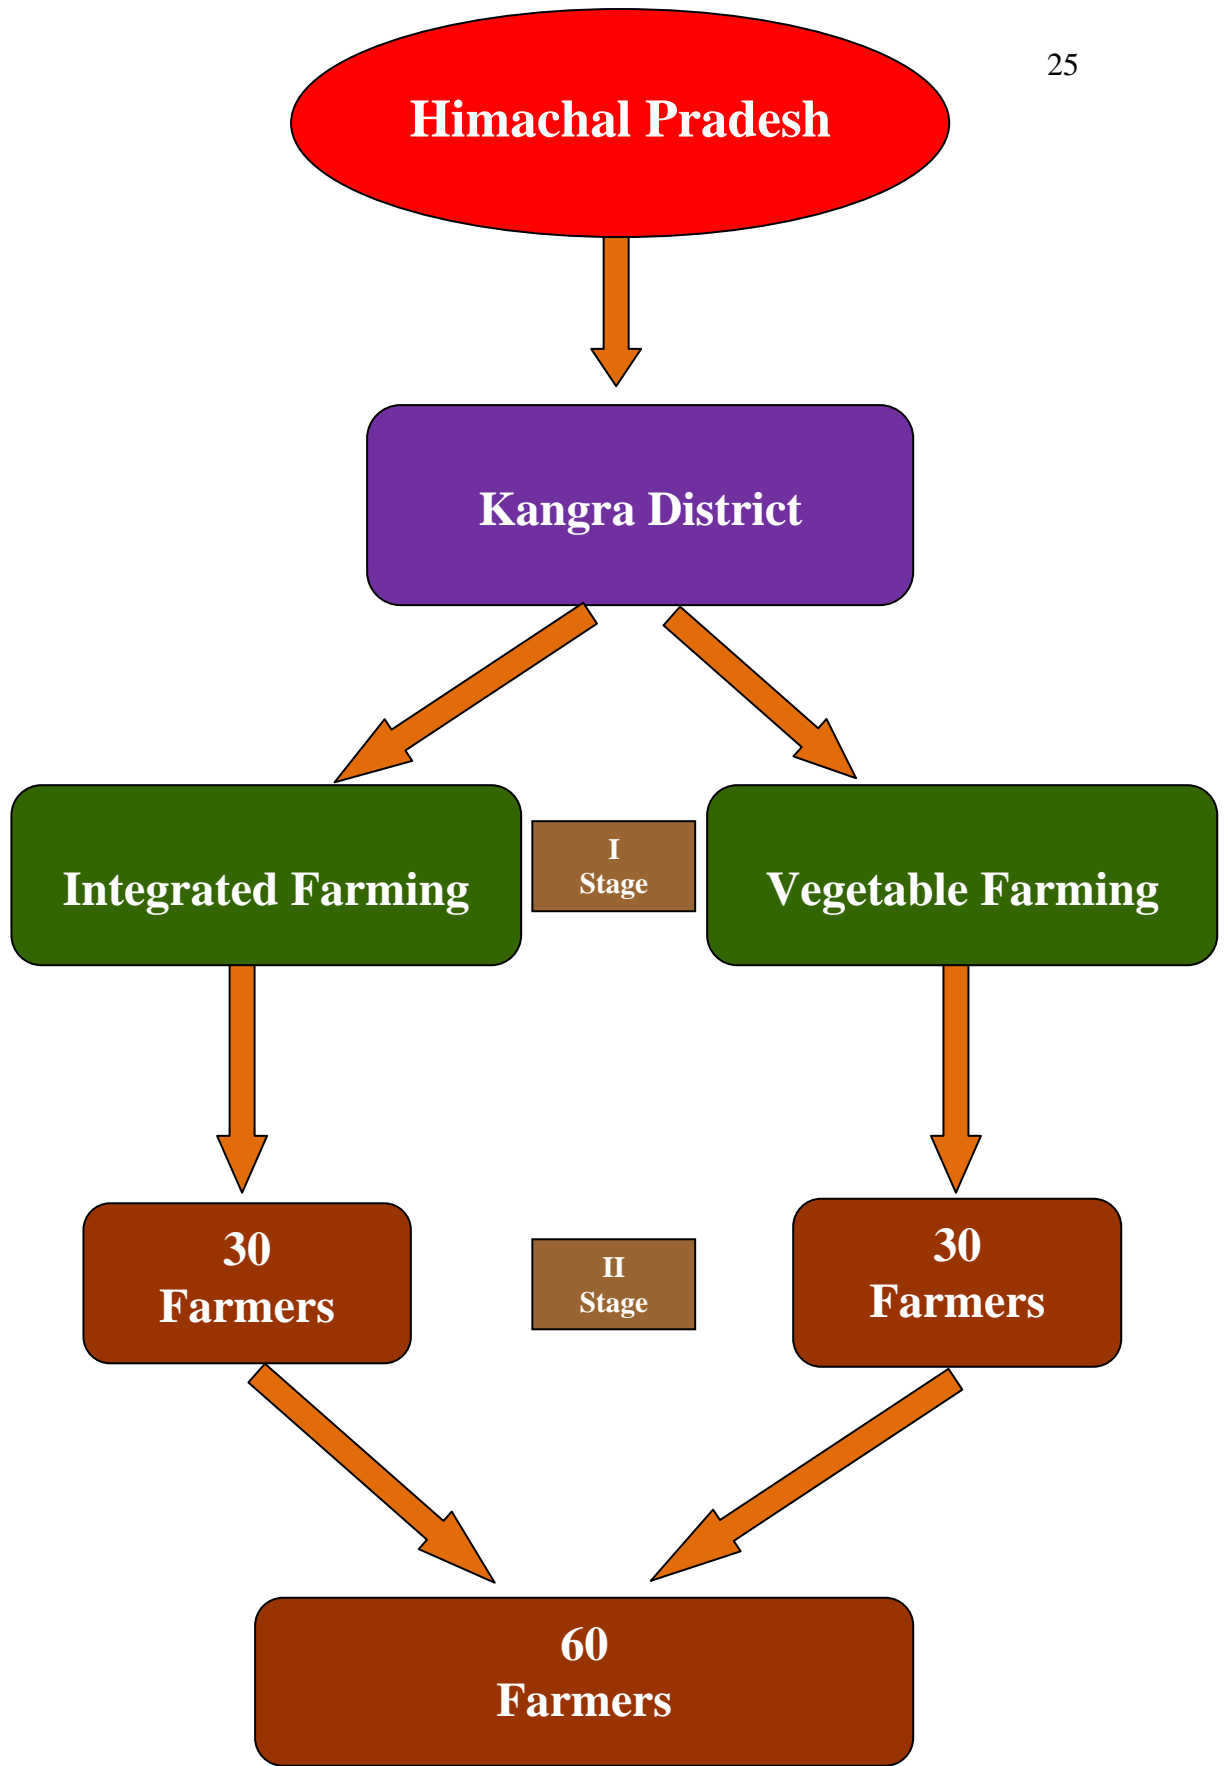 25
Himachal Pradesh
Kangra District
Integrated Farming
I
Stage
Vegetable Farming
30
Farmers
II
Stage
30
Farmers
60
Farmers